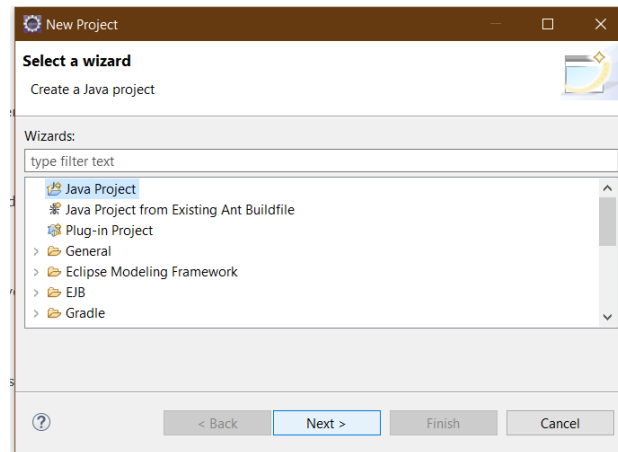 New Project
Select a wizard
Create a Java project
Wizards:
type filter text
Java Project
Java Project from Existing Ant Buildfile
Plug-in Project
General
Eclipse Modeling Framework
EJB
Gradle
? < Back Next > Finish Cancel